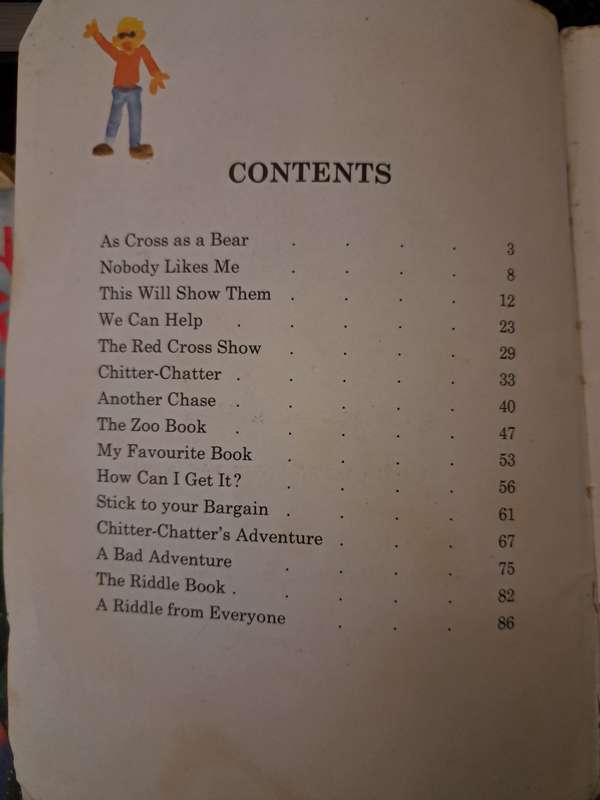 CONTENTS
As Cross as a Bear . . . . 3
Nobody Likes Me . . . . 8
This Will Show Them . . . . 12
We Can Help . . . . . 23
The Red Cross Show . . . . 29
Chitter-Chatter . . . . . 33
Another Chase . . . . . 40
The Zoo Book . . . . . 47
My Favourite Book . . . . 53
How Can I Get It? . . . . 56
Stick to your Bargain . . . . 61
Chitter-Chatter's Adventure . . . 67
A Bad Adventure . . . . 75
The Riddle Book . . . . . 82
A Riddle from Everyone . . . 86